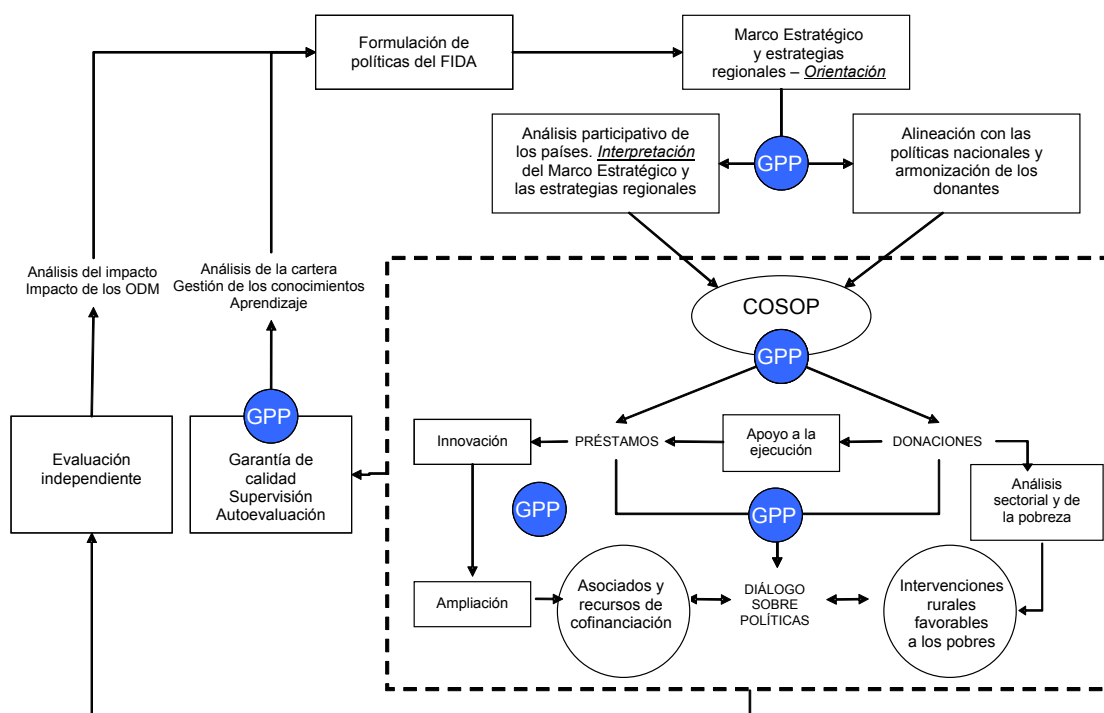 Formulación de
políticas del FIDA
Marco Estratégico
y estrategias
regionales – Orientación
Análisis participativo de
los países. Interpretación
del Marco Estratégico y
las estrategias regionales
GPP
Alineación con las
políticas nacionales y
armonización de los
donantes
Análisis del impacto
Impacto de los ODM
Análisis de la cartera
Gestión de los conocimientos
Aprendizaje
COSOP
GPP
GPP
Evaluación
independiente
Garantía de
calidad
Supervisión
Autoevaluación
Innovación
PRÉSTAMOS
Apoyo a la
ejecución
DONACIONES
Análisis
sectorial y de
la pobreza
GPP
GPP
Ampliación
Asociados y
recursos de
cofinanciación
DIÁLOGO
SOBRE
POLÍTICAS
Intervenciones
rurales
favorables
a los pobres